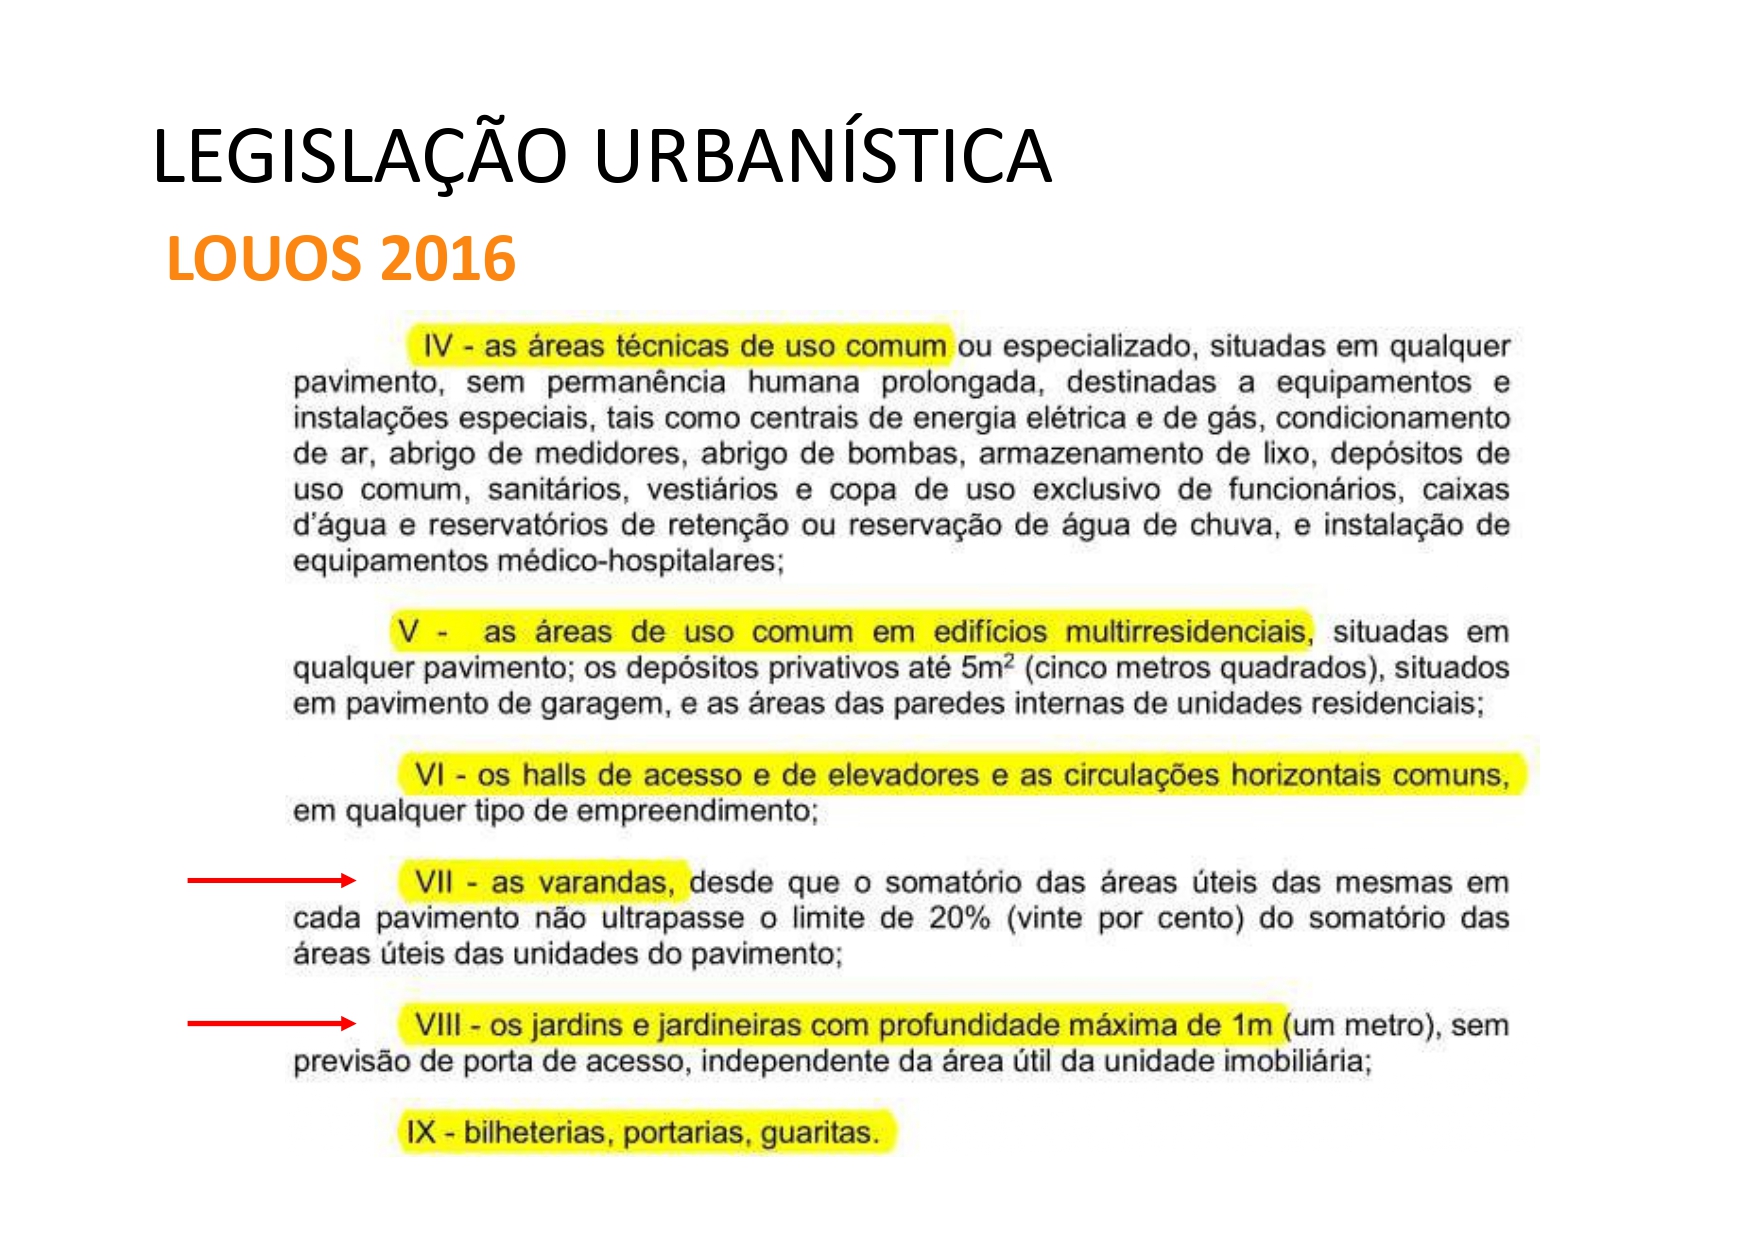 LEGISLAÇÃO URBANÍSTICA
LOUOS 2016
IV - as áreas técnicas de uso comum ou especializado, situadas em qualquer
pavimento, sem permanência humana prolongada, destinadas a equipamentos e
instalações especiais, tais como centrais de energia elétrica e de gás, condicionamento
de ar, abrigo de medidores, abrigo de bombas, armazenamento de lixo, depósitos de
uso comum, sanitários, vestiários e copa de uso exclusivo de funcionários, caixas
d’água e reservatórios de retenção ou reservação de água de chuva, e instalação de
equipamentos médico-hospitalares;
V - as áreas de uso comum em edifícios multirresidenciais, situadas em
qualquer pavimento; os depósitos privativos até 5m² (cinco metros quadrados), situados
em pavimento de garagem, e as áreas das paredes internas de unidades residenciais;
VI - os halls de acesso e de elevadores e as circulações horizontais comuns,
em qualquer tipo de empreendimento;
VII - as varandas, desde que o somatório das áreas úteis das mesmas em
cada pavimento não ultrapasse o limite de 20% (vinte por cento) do somatório das
áreas úteis das unidades do pavimento;
VIII - os jardins e jardineiras com profundidade máxima de 1m (um metro), sem
previsão de porta de acesso, independente da área útil da unidade imobiliária;
IX - bilheterias, portarias, guaritas.